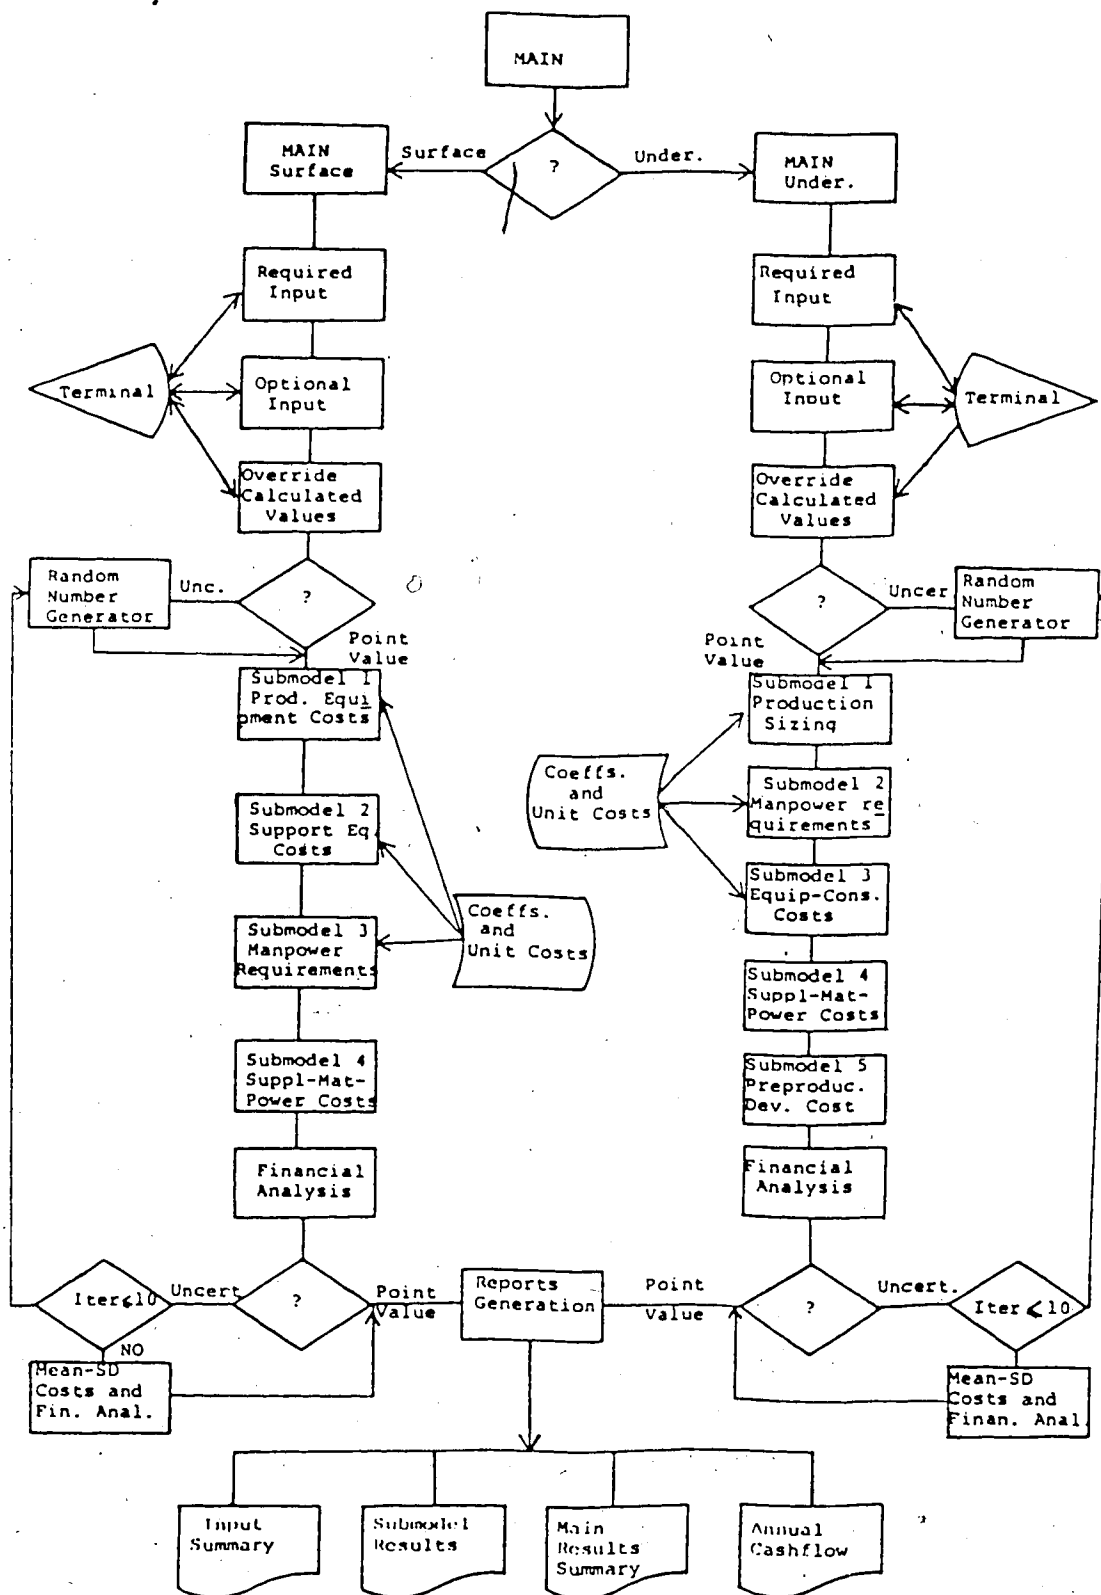 MAIN
?
Surface
Under.
MAIN
Surface
MAIN
Under.
Required
Input
Required
Input
Terminal
Optional
Input
Optional
Input
Terminal
Override
Calculated
Values
Override
Calculated
Values
Random
Number
Generator
Unc.
?
Point
Value
?
Uncer
Random
Number
Generator
Point
Value
Submodel 1
Prod. Equi
pment Costs
Submodel 1
Production
Sizing
Coeffs.
and
Unit Costs
Submodel 2
Support Eq.
Costs
Submodel 2
Manpower re
quirements
Submodel 3
Equip-Cons.
Costs
Coeffs.
and
Unit Costs
Submodel 3
Manpower
Requirements
Submodel 4
Suppl-Mat-
Power Costs
Submodel 4
Suppl-Mat-
Power Costs
Submodel 5
Preproduc.
Dev. Cost
Financial
Analysis
Financial
Analysis
Iter⩽10
Uncert.
?
Point
Value
Reports
Generation
Point
Value
?
Uncert.
Iter⩽10
NO
Mean-SD
Costs and
Fin. Anal.
Mean-SD
Costs and
Finan. Anal.
Input
Summary
Submodel
Results
Main
Results
Summary
Annual
Cashflow